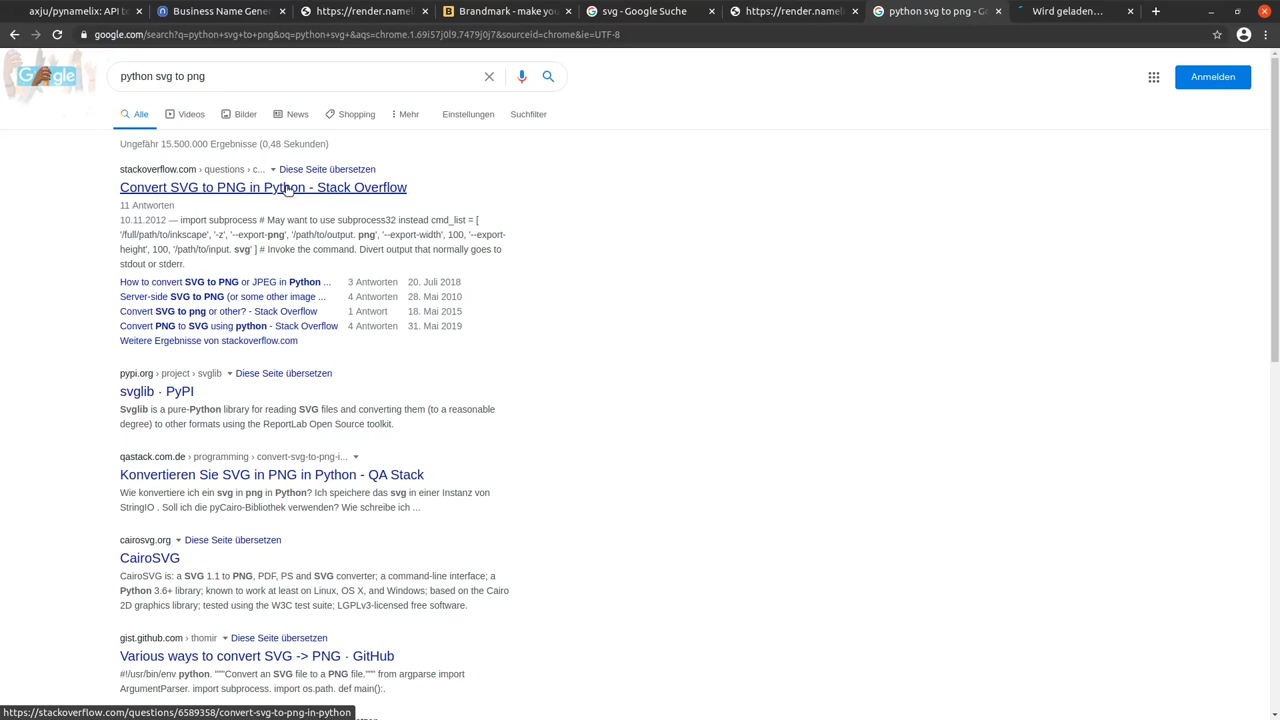 axju/pynamelix: Pyth
Business Name Gener
https://render.nameli
Brandmark - make you
svg - Google Suche
https://render.nameli
python svg to png - G
Wird geladen…
google.com/search?q=python+svg+to+png&oq=python+svg+&aqs=chrome.1.69i57j0l9.7479j0j7&sourceid=chrome&ie=UTF-8
python svg to png
Anmelden
Alle
Videos
Bilder
News
Shopping
Mehr
Einstellungen
Suchfilter
Ungefähr 15.500.000 Ergebnisse (0,48 Sekunden)
stackoverflow.com › questions › c... Diese Seite übersetzen
Convert SVG to PNG in Python - Stack Overflow
11 Antworten
10.11.2012 — import subprocess # May want to use subprocess32 instead cmd_list = [
'/full/path/to/inkscape', '-z', '--export-png', '/path/to/output. png', '--export-width', 100, '--export-
height', 100, '/path/to/input. svg' ] # Invoke the command. Divert output that normally goes to
stdout or stderr.
How to convert SVG to PNG or JPEG in Python ... 3 Antworten 20. Juli 2018
Server-side SVG to PNG (or some other image ... 4 Antworten 28. Mai 2010
Convert SVG to png or other? - Stack Overflow 1 Antwort 18. Mai 2015
Convert PNG to SVG using python - Stack Overflow 4 Antworten 31. Mai 2019
Weitere Ergebnisse von stackoverflow.com
pypi.org › project › svglib Diese Seite übersetzen
svglib · PyPI
Svglib is a pure-Python library for reading SVG files and converting them (to a reasonable
degree) to other formats using the ReportLab Open Source toolkit.
qastack.com.de › programming › convert-svg-to-png-i...
Konvertieren Sie SVG in PNG in Python - QA Stack
Wie konvertiere ich ein svg in png in Python? Ich speichere das svg in einer Instanz von
StringIO . Soll ich die pyCairo-Bibliothek verwenden? Wie schreibe ich ...
cairosvg.org Diese Seite übersetzen
CairoSVG
CairoSVG is: a SVG 1.1 to PNG, PDF, PS and SVG converter; a command-line interface; a
Python 3.6+ library; known to work at least on Linux, OS X, and Windows; based on the Cairo
2D graphics library; tested using the W3C test suite; LGPLv3-licensed free software.
gist.github.com › thomir Diese Seite übersetzen
Various ways to convert SVG -> PNG · GitHub
#!/usr/bin/env python. """Convert an SVG file to a PNG file.""" from argparse import
ArgumentParser. import subprocess. import os.path. def main():.
https://stackoverflow.com/questions/6589358/convert-svg-to-png-in-python